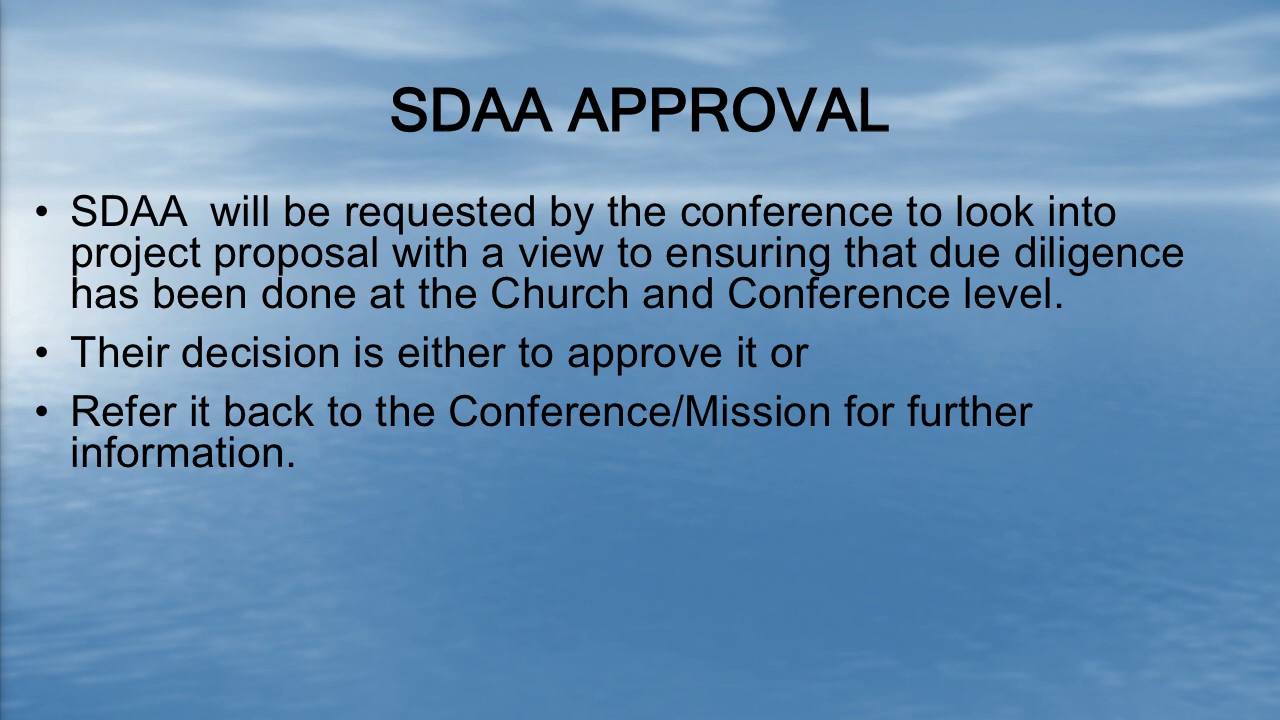 SDAA APPROVAL
• SDAA  will be requested by the conference to look into
project proposal with a view to ensuring that due diligence
has been done at the Church and Conference level.
• Their decision is either to approve it or
• Refer it back to the Conference/Mission for further
information.